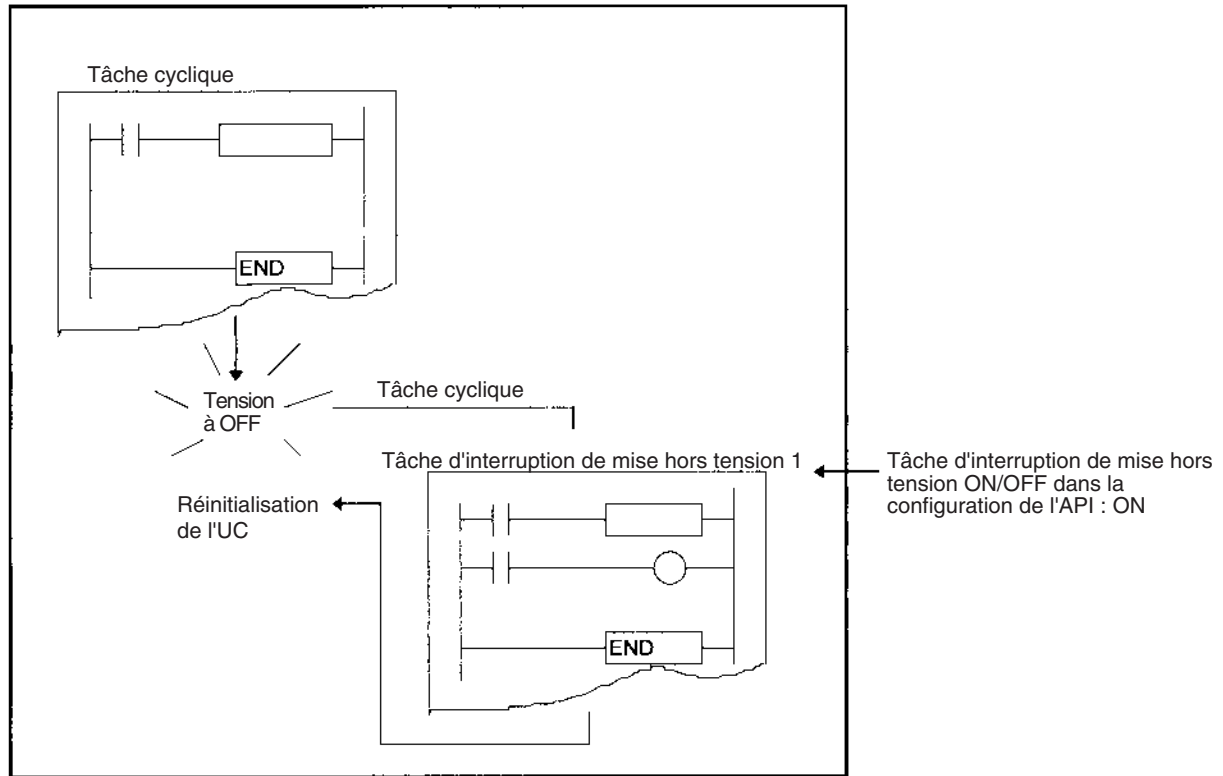 Tâche cyclique
END
Tension
à OFF
Tâche cyclique
Tâche d'interruption de mise hors tension 1
Tâche d'interruption de mise hors
tension ON/OFF dans la
configuration de l'API : ON
Réinitialisation
de l'UC
END